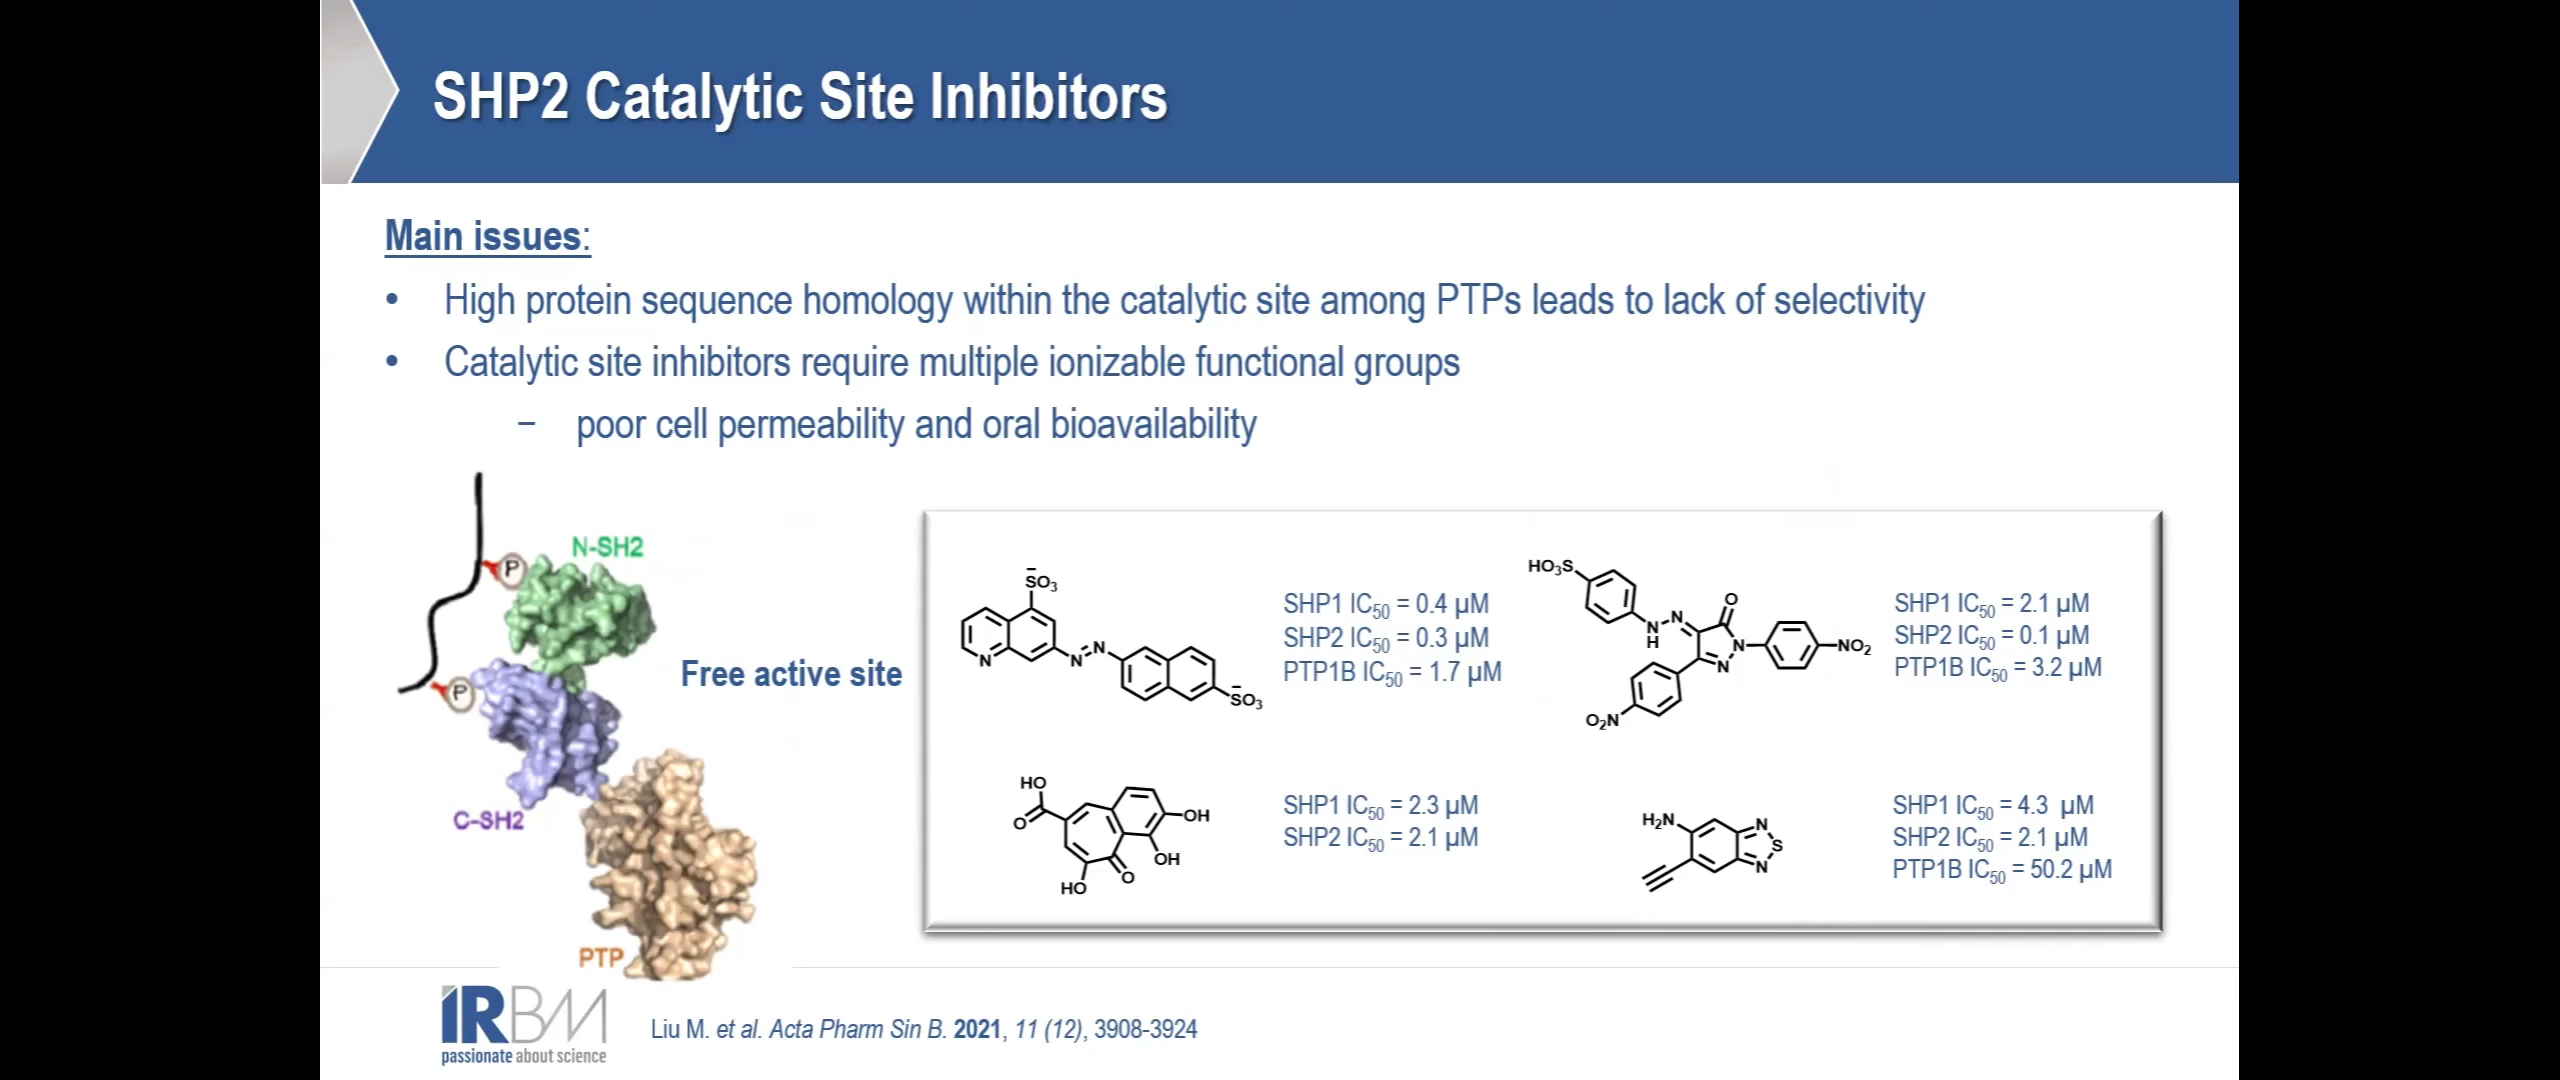 SHP2 Catalytic Site Inhibitors
Main issues:
• High protein sequence homology within the catalytic site among PTPs leads to lack of selectivity
• Catalytic site inhibitors require multiple ionizable functional groups
− poor cell permeability and oral bioavailability
N-SH2
P
P
C-SH2
PTP
Free active site
SO3
N
N
N
SO3
SHP1 IC50 = 0.4 µM
SHP2 IC50 = 0.3 µM
PTP1B IC50 = 1.7 µM
HO3S
N
H
N
O
N
N
NO2
O2N
SHP1 IC50 = 2.1 µM
SHP2 IC50 = 0.1 µM
PTP1B IC50 = 3.2 µM
HO
O
OH
OH
O
HO
SHP1 IC50 = 2.3 µM
SHP2 IC50 = 2.1 µM
H2N
N
S
N
SHP1 IC50 = 4.3 µM
SHP2 IC50 = 2.1 µM
PTP1B IC50 = 50.2 µM
IRBM
passionate about science
Liu M. et al. Acta Pharm Sin B. 2021, 11 (12), 3908-3924